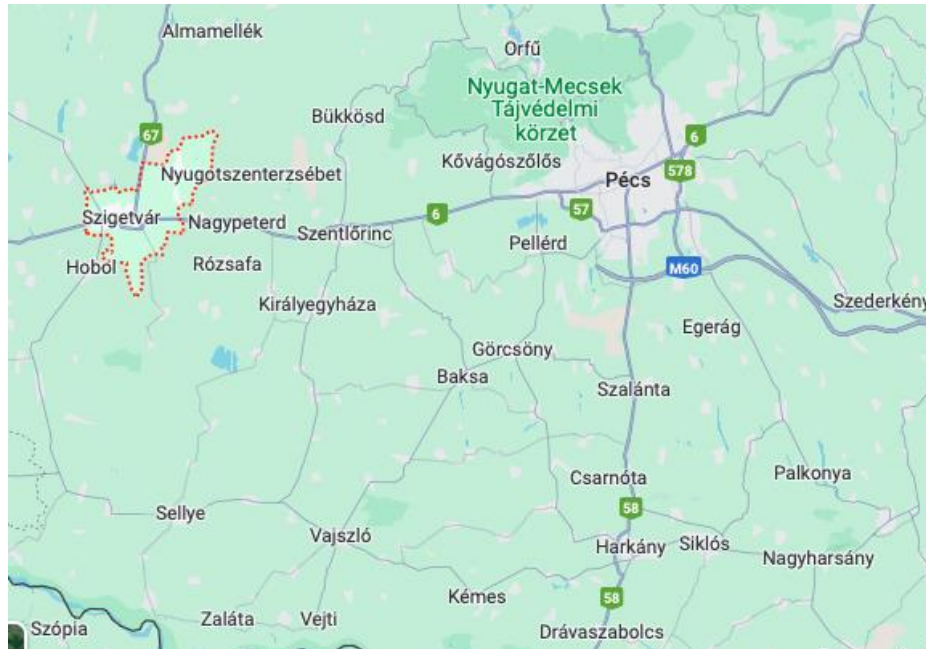 Almamellék
Orfű
Nyugat-Mecsek
Tájvédelmi
körzet
Bükkösd
67
6
Kővágószőlős
578
Nyugotszenterzsébet
Pécs
Szigetvár
Nagypeterd
6
57
Szentlőrinc
Pellérd
Hobol
Rózsafa
M60
Királyegyháza
Szederkény
Egerág
Görcsöny
Baksa
Szalánta
Csarnóta
Palkonya
Sellye
58
Vajszló
Harkány
Siklós
Nagyharsány
Kémes
58
Zaláta
Vejti
Szópia
Drávaszabolcs